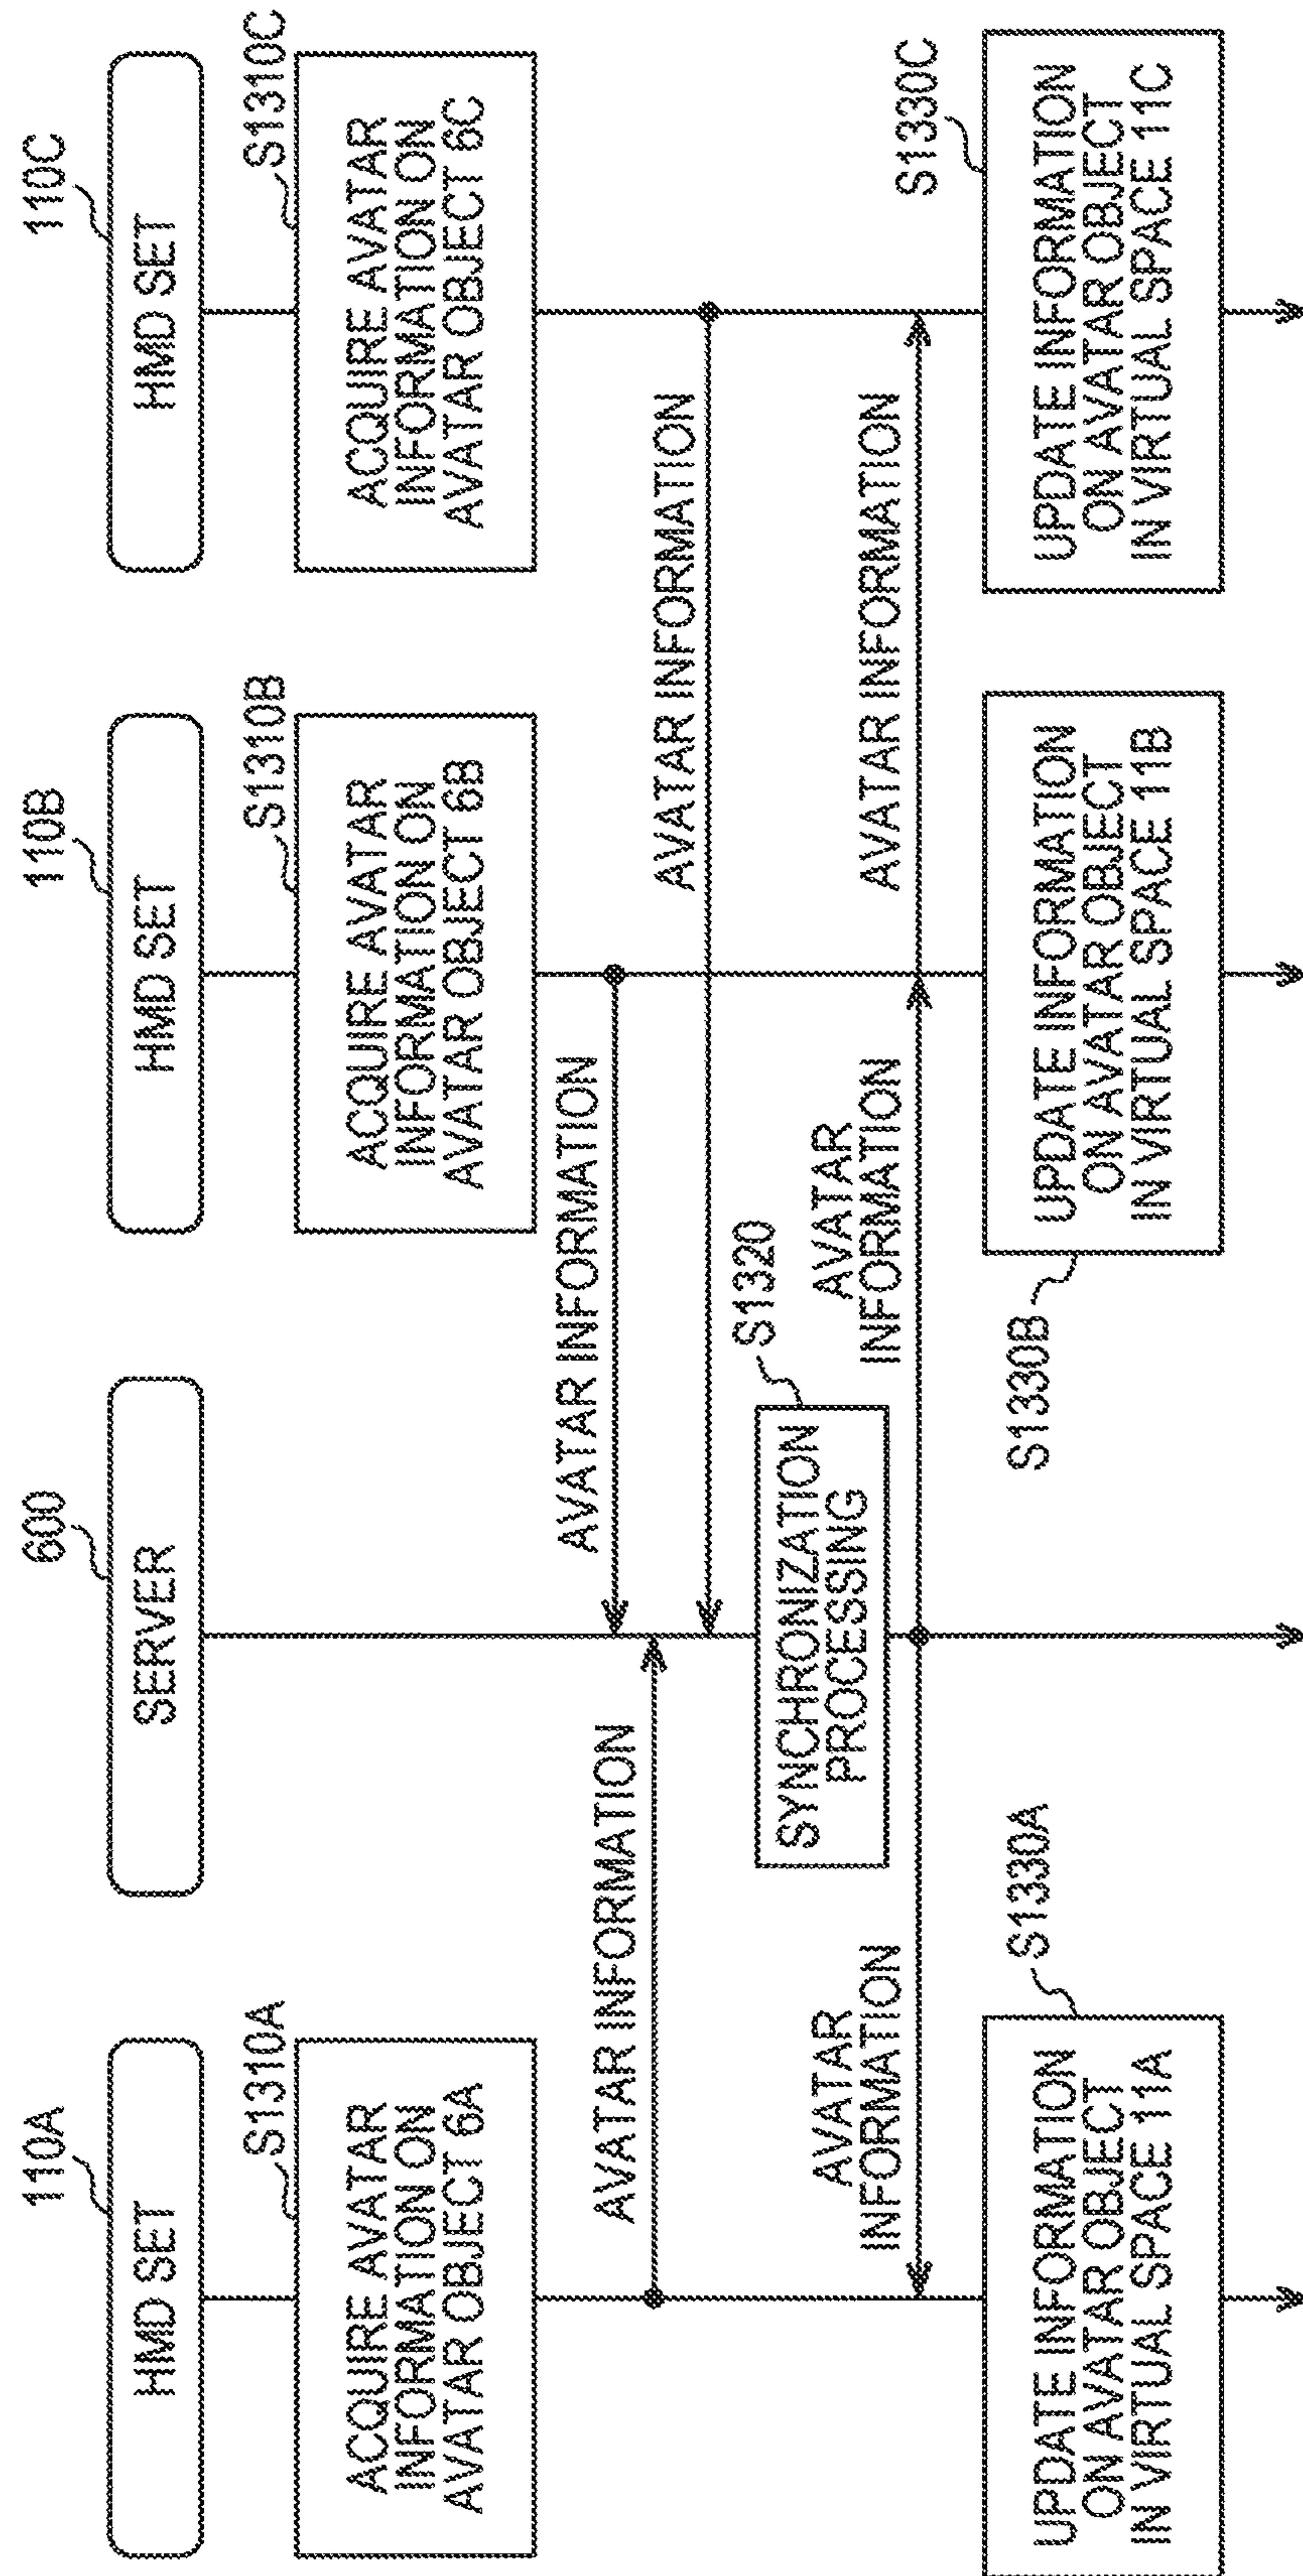 110A
HMD SET
600
SERVER
110B
HMD SET
110C
HMD SET
S1310A
ACQUIRE AVATAR
INFORMATION ON
AVATAR OBJECT 6A
S1310B
ACQUIRE AVATAR
INFORMATION ON
AVATAR OBJECT 6B
S1310C
ACQUIRE AVATAR
INFORMATION ON
AVATAR OBJECT 6C
AVATAR INFORMATION
AVATAR INFORMATION
AVATAR INFORMATION
S1320
SYNCHRONIZATION
PROCESSING
AVATAR
INFORMATION
AVATAR
INFORMATION
AVATAR INFORMATION
S1330A
UPDATE INFORMATION
ON AVATAR OBJECT
IN VIRTUAL SPACE 11A
S1330B
UPDATE INFORMATION
ON AVATAR OBJECT
IN VIRTUAL SPACE 11B
S1330C
UPDATE INFORMATION
ON AVATAR OBJECT
IN VIRTUAL SPACE 11C